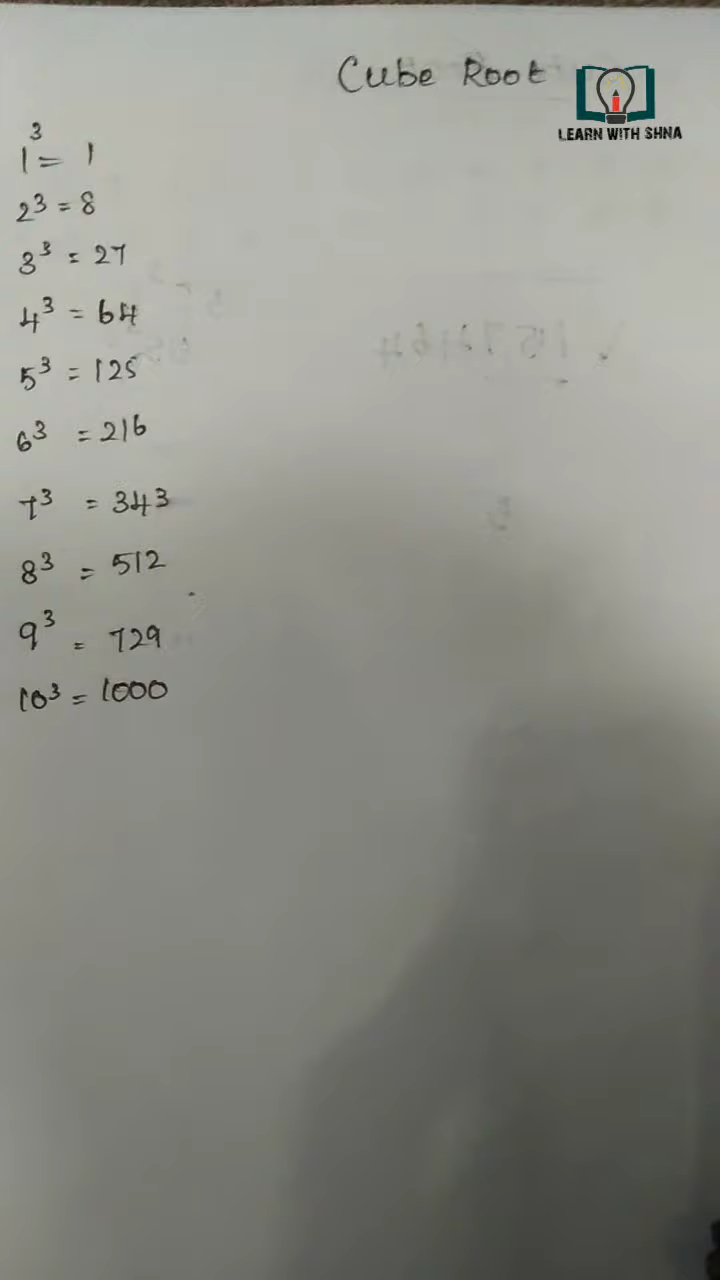 Cube Root
LEARN WITH SHNA
1³ = 1
2³ = 8
3³ = 27
4³ = 64
5³ = 125
6³ = 216
7³ = 343
8³ = 512
9³ = 729
10³ = 1000